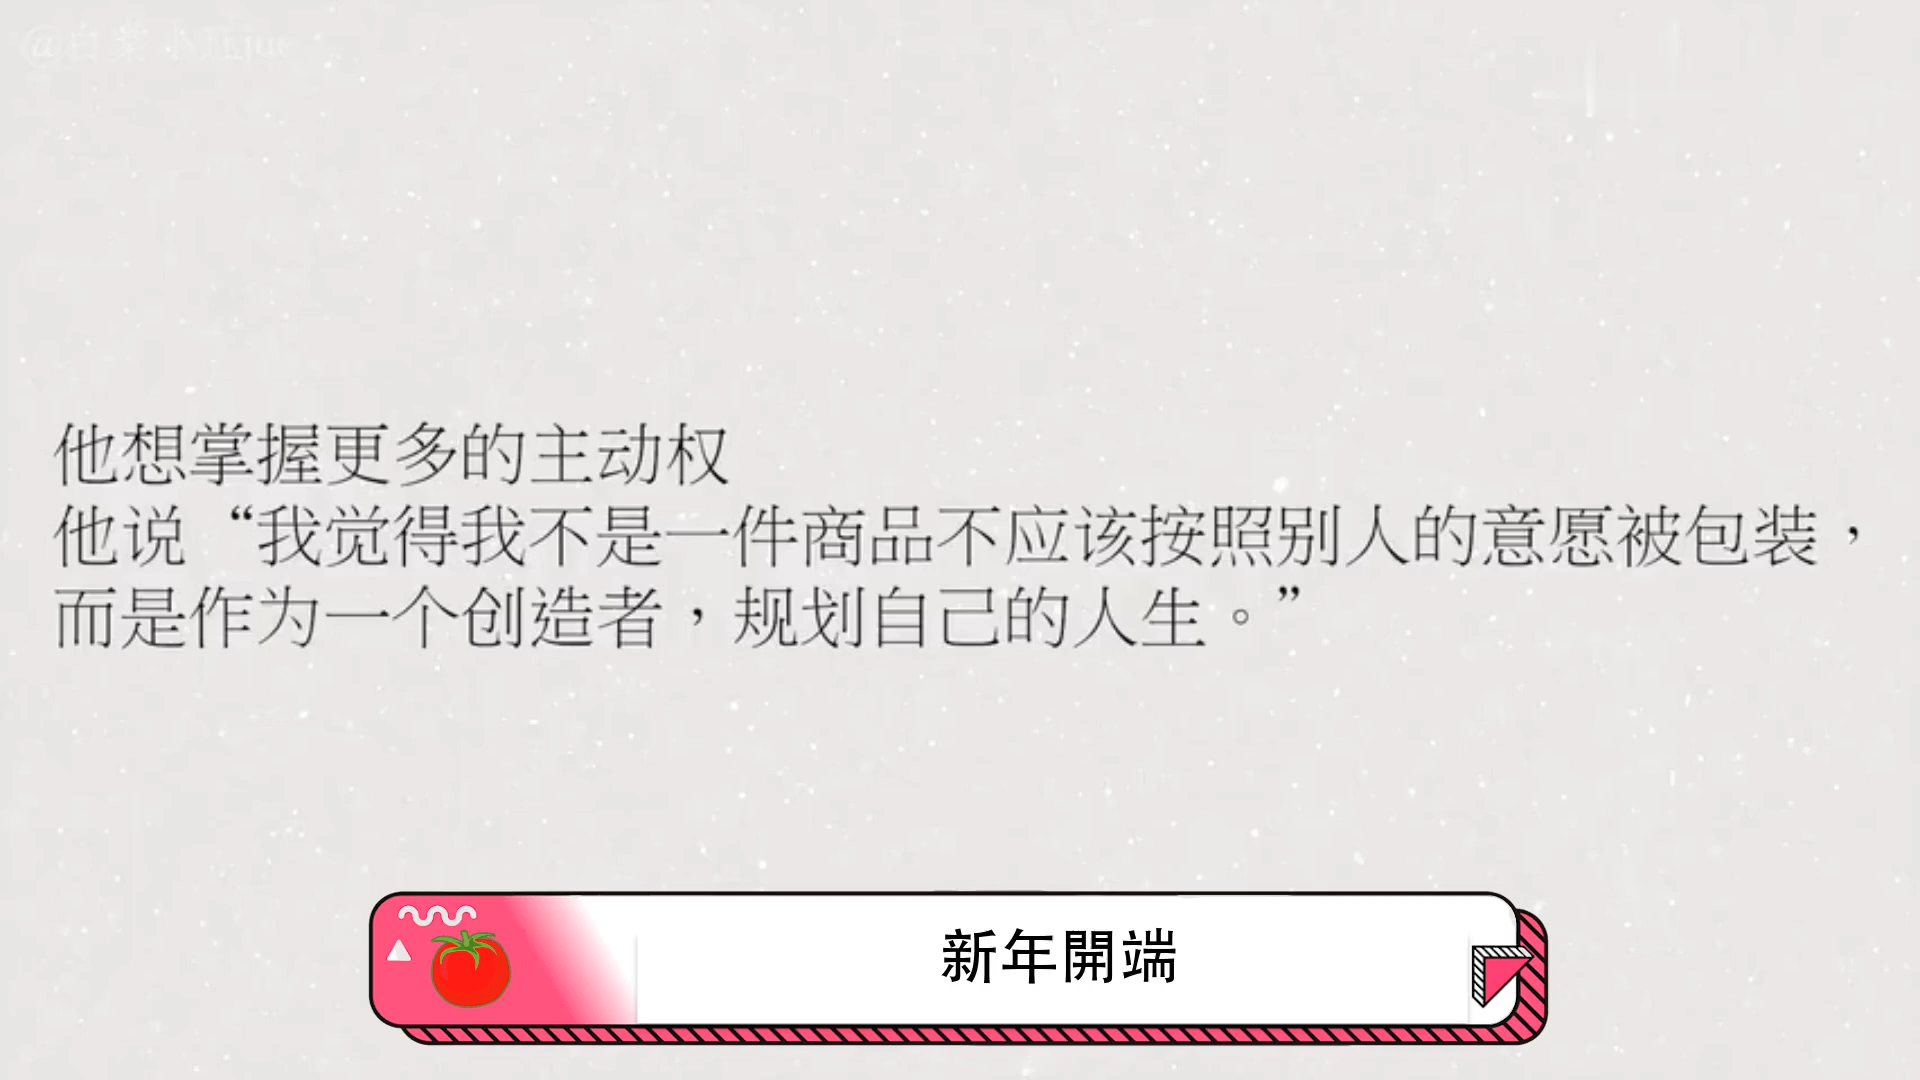 他想掌握更多的主动权
他说“我觉得我不是一件商品不应该按照别人的意愿被包装，
而是作为一个创造者，规划自己的人生。”
新年開端